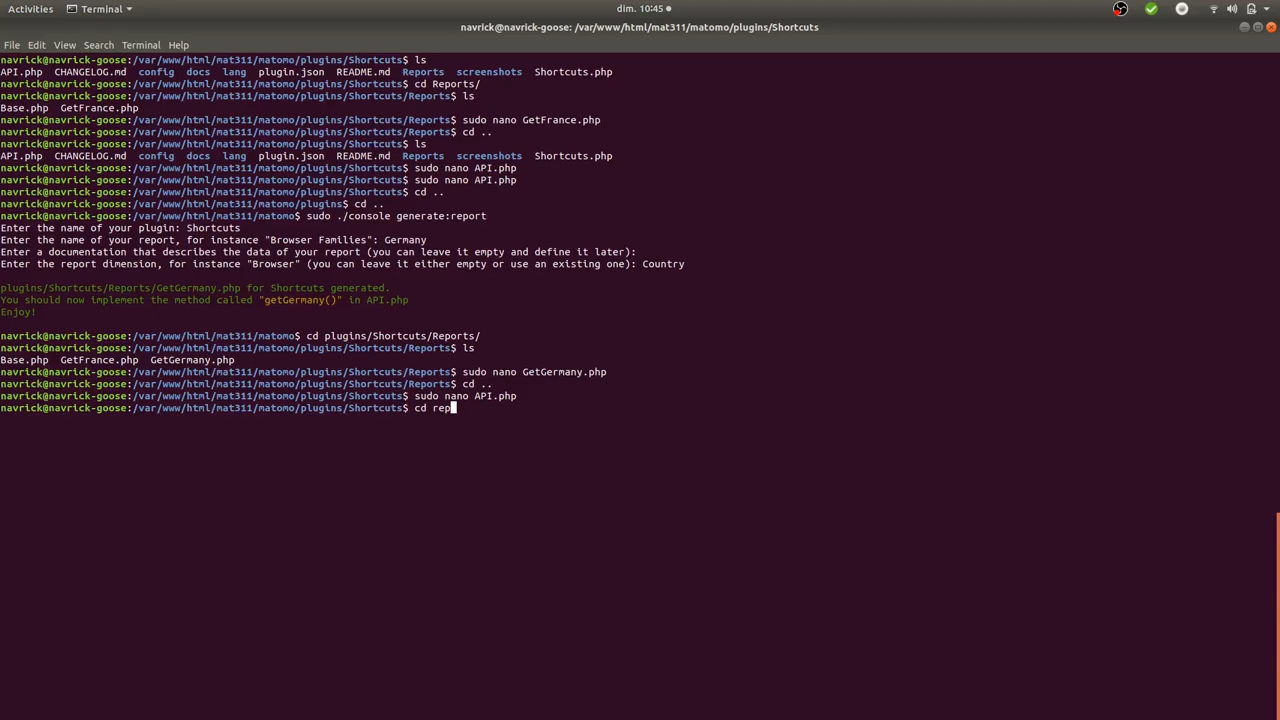 Activities Terminal dim. 10:45
navrick@navrick-goose: /var/www/html/mat311/matomo/plugins/Shortcuts
File Edit View Search Terminal Help
navrick@navrick-goose:/var/www/html/mat311/matomo/plugins/Shortcuts$ ls
API.php CHANGELOG.md config docs lang plugin.json README.md Reports screenshots Shortcuts.php
navrick@navrick-goose:/var/www/html/mat311/matomo/plugins/Shortcuts$ cd Reports/
navrick@navrick-goose:/var/www/html/mat311/matomo/plugins/Shortcuts/Reports$ ls
Base.php GetFrance.php
navrick@navrick-goose:/var/www/html/mat311/matomo/plugins/Shortcuts/Reports$ sudo nano GetFrance.php
navrick@navrick-goose:/var/www/html/mat311/matomo/plugins/Shortcuts/Reports$ cd ..
navrick@navrick-goose:/var/www/html/mat311/matomo/plugins/Shortcuts$ ls
API.php CHANGELOG.md config docs lang plugin.json README.md Reports screenshots Shortcuts.php
navrick@navrick-goose:/var/www/html/mat311/matomo/plugins/Shortcuts$ sudo nano API.php
navrick@navrick-goose:/var/www/html/mat311/matomo/plugins/Shortcuts$ sudo nano API.php
navrick@navrick-goose:/var/www/html/mat311/matomo/plugins/Shortcuts$ cd ..
navrick@navrick-goose:/var/www/html/mat311/matomo/plugins$ cd ..
navrick@navrick-goose:/var/www/html/mat311/matomo$ sudo ./console generate:report
Enter the name of your plugin: Shortcuts
Enter the name of your report, for instance "Browser Families": Germany
Enter a documentation that describes the data of your report (you can leave it empty and define it later):
Enter the report dimension, for instance "Browser" (you can leave it either empty or use an existing one): Country
plugins/Shortcuts/Reports/GetGermany.php for Shortcuts generated.
You should now implement the method called "getGermany()" in API.php
Enjoy!
navrick@navrick-goose:/var/www/html/mat311/matomo$ cd plugins/Shortcuts/Reports/
navrick@navrick-goose:/var/www/html/mat311/matomo/plugins/Shortcuts/Reports$ ls
Base.php GetFrance.php GetGermany.php
navrick@navrick-goose:/var/www/html/mat311/matomo/plugins/Shortcuts/Reports$ sudo nano GetGermany.php
navrick@navrick-goose:/var/www/html/mat311/matomo/plugins/Shortcuts/Reports$ cd ..
navrick@navrick-goose:/var/www/html/mat311/matomo/plugins/Shortcuts$ sudo nano API.php
navrick@navrick-goose:/var/www/html/mat311/matomo/plugins/Shortcuts$ cd rep